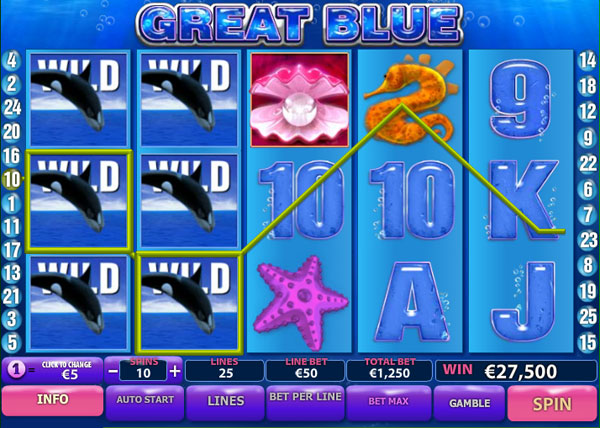 GREAT BLUE
4 WILD WILD 9 14
2 5
24 18
20 12
16 WILD WILD 10 10 K 22
10 9
1 6
11 7
17 23
13 WILD WILD A J 8
21 19
3 25
5 15
1 = CLICK TO CHANGE €5
- SPINS 10 +
LINES 25
LINE BET €50
TOTAL BET €1,250
WIN €27,500
INFO AUTO START LINES BET PER LINE BET MAX GAMBLE SPIN